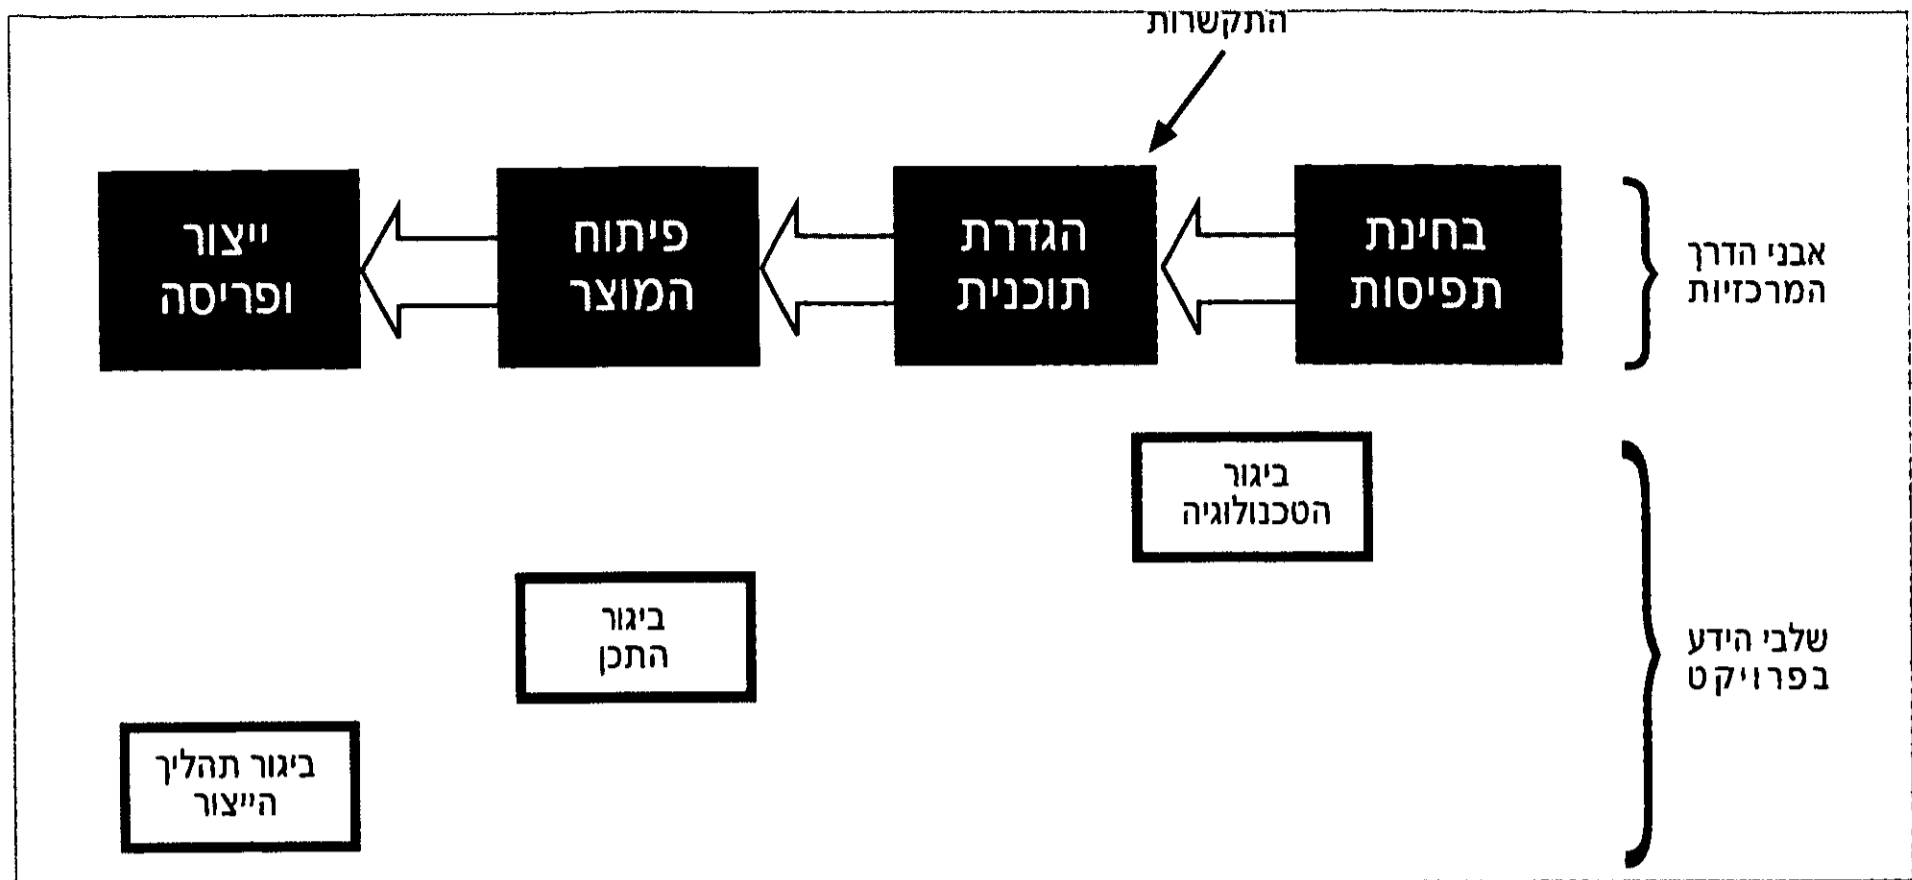 התקשרות
בחינת
תפיסות
הגדרת
תוכנית
פיתוח
המוצר
ייצור
ופריסה
אבני הדרך
המרכזיות
ביגור
הטכנולוגיה
ביגור
התכן
ביגור תהליך
הייצור
שלבי הידע
בפרויקט